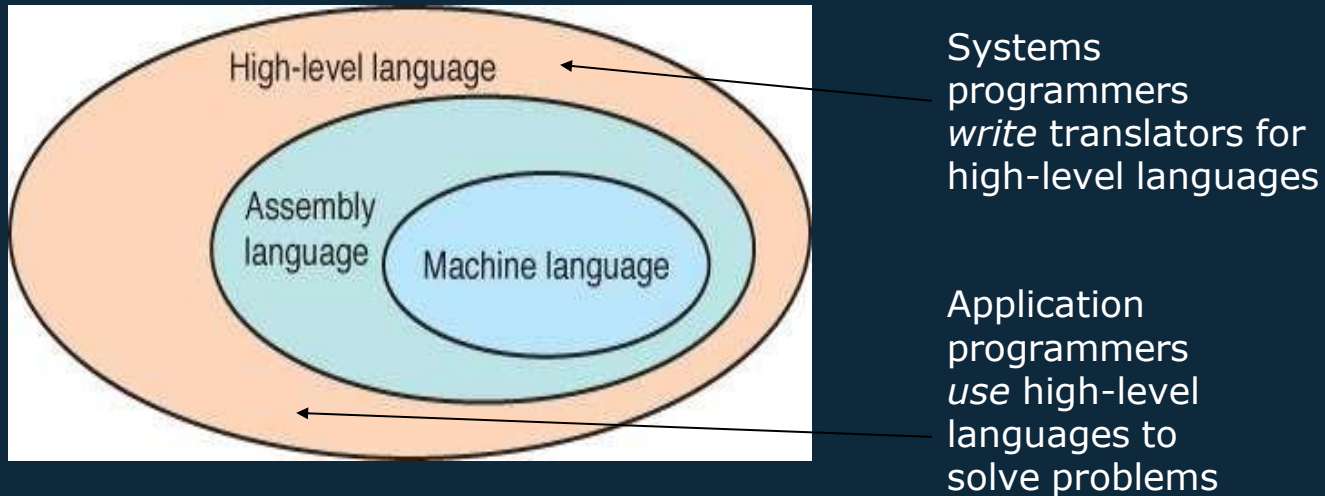 High-level language
Assembly
language
Machine language
Systems
programmers
write translators for
high-level languages
Application
programmers
use high-level
languages to
solve problems